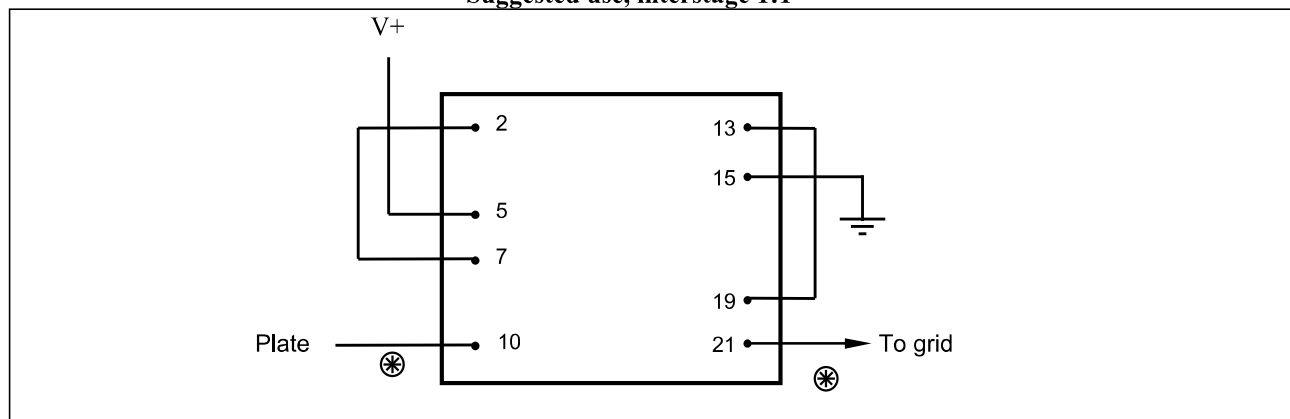 Suggested use, interstage 1:1
V+
2 13
15
5
7
19
Plate 10 21 To grid